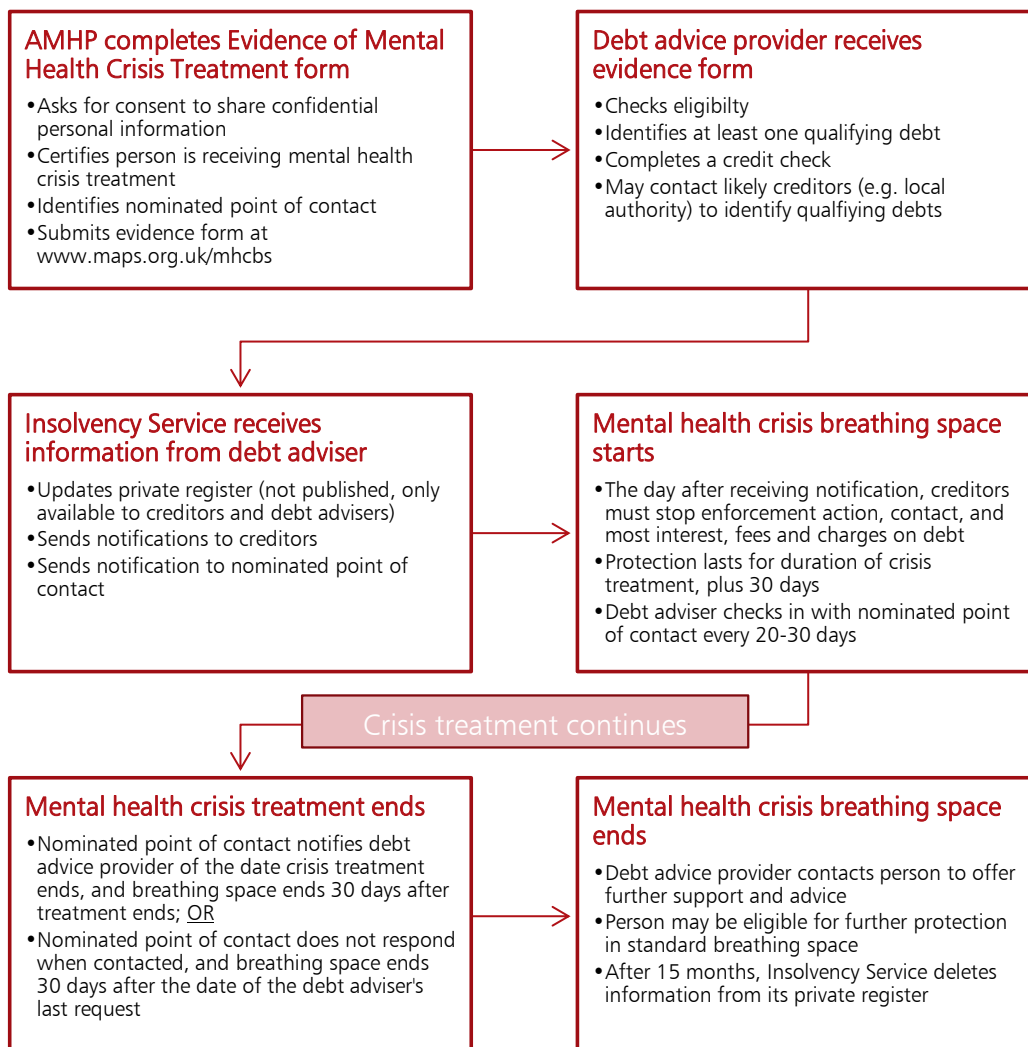 AMHP completes Evidence of Mental
Health Crisis Treatment form
•Asks for consent to share confidential
personal information
•Certifies person is receiving mental health
crisis treatment
•Identifies nominated point of contact
•Submits evidence form at
www.maps.org.uk/mhcbs
Debt advice provider receives
evidence form
•Checks eligibilty
•Identifies at least one qualifying debt
•Completes a credit check
•May contact likely creditors (e.g. local
authority) to identify qualfiying debts
Insolvency Service receives
information from debt adviser
•Updates private register (not published, only
available to creditors and debt advisers)
•Sends notifications to creditors
•Sends notification to nominated point of
contact
Mental health crisis breathing space
starts
•The day after receiving notification, creditors
must stop enforcement action, contact, and
most interest, fees and charges on debt
•Protection lasts for duration of crisis
treatment, plus 30 days
•Debt adviser checks in with nominated point
of contact every 20-30 days
Crisis treatment continues
Mental health crisis treatment ends
•Nominated point of contact notifies debt
advice provider of the date crisis treatment
ends, and breathing space ends 30 days after
treatment ends; OR
•Nominated point of contact does not respond
when contacted, and breathing space ends
30 days after the date of the debt adviser's
last request
Mental health crisis breathing space
ends
•Debt advice provider contacts person to offer
further support and advice
•Person may be eligible for further protection
in standard breathing space
•After 15 months, Insolvency Service deletes
information from its private register